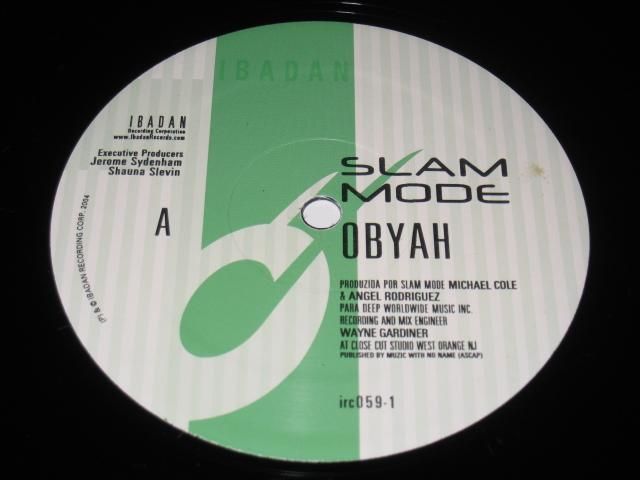 IBADAN
IBADAN
Recording Corporation
www.IbadanRecords.com
Executive Producers
Jerome Sydenham
Shauna Slevin
A
SLAM
MODE
OBYAH
PRODUZIDA POR SLAM MODE MICHAEL COLE
& ANGEL RODRIGUEZ
PARA DEEP WORLDWIDE MUSIC INC.
RECORDING AND MIX ENGINEER
WAYNE GARDINER
AT CLOSE CUT STUDIO WEST ORANGE NJ
PUBLISHED BY MUZIC WITH NO NAME (ASCAP)
irc059-1
(P) & © IBADAN RECORDING CORP. 2004